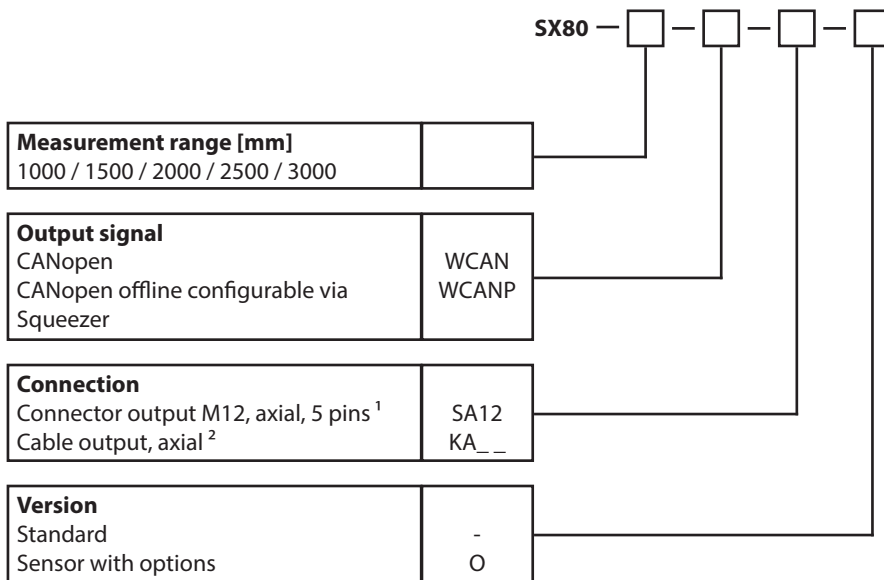 SX80 — □ — □ — □ — □
Measurement range [mm]
1000 / 1500 / 2000 / 2500 / 3000
Output signal
CANopen WCAN
CANopen offline configurable via WCANP
Squeezer
Connection
Connector output M12, axial, 5 pins ¹ SA12
Cable output, axial ² KA_ _
Version
Standard -
Sensor with options O